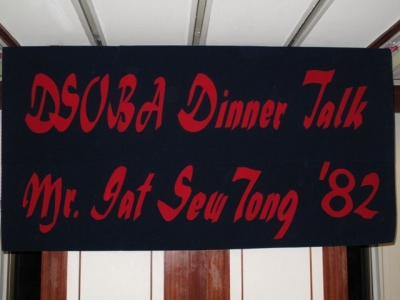 DSOBA Dinner Talk
Mr. Iat Sew Tong '82